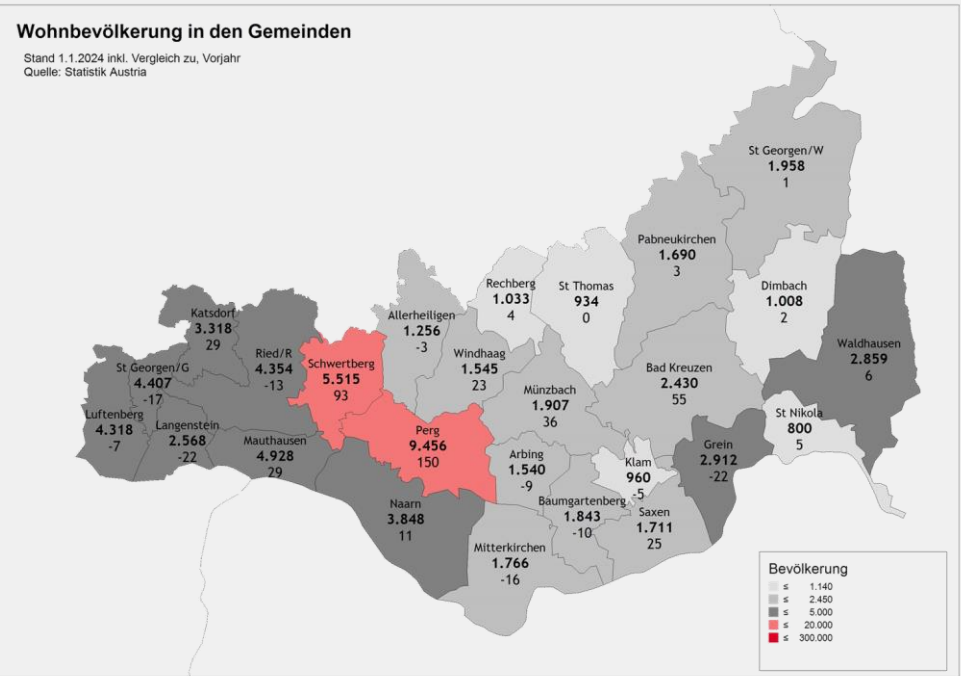 Wohnbevölkerung in den Gemeinden
Stand 1.1.2024 inkl. Vergleich zu, Vorjahr
Quelle: Statistik Austria
St Georgen/W
1.958
1
Pabneukirchen
1.690
3
Rechberg
1.033
4
St Thomas
934
0
Dimbach
1.008
2
Katsdorf
3.318
29
Allerheiligen
1.256
-3
Waldhausen
2.859
6
Ried/R
4.354
-13
Windhaag
1.545
23
Schwertberg
5.515
93
St Georgen/G
4.407
-17
Bad Kreuzen
2.430
55
Münzbach
1.907
36
Luftenberg
4.318
-7
Langenstein
2.568
-22
Mauthausen
4.928
29
Perg
9.456
150
St Nikola
800
5
Grein
2.912
-22
Arbing
1.540
-9
Klam
960
-5
Naarn
3.848
11
Baumgartenberg
1.843
-10
Saxen
1.711
25
Mitterkirchen
1.766
-16
Bevölkerung
≤ 1.140
≤ 2.450
≤ 5.000
≤ 20.000
≤ 300.000